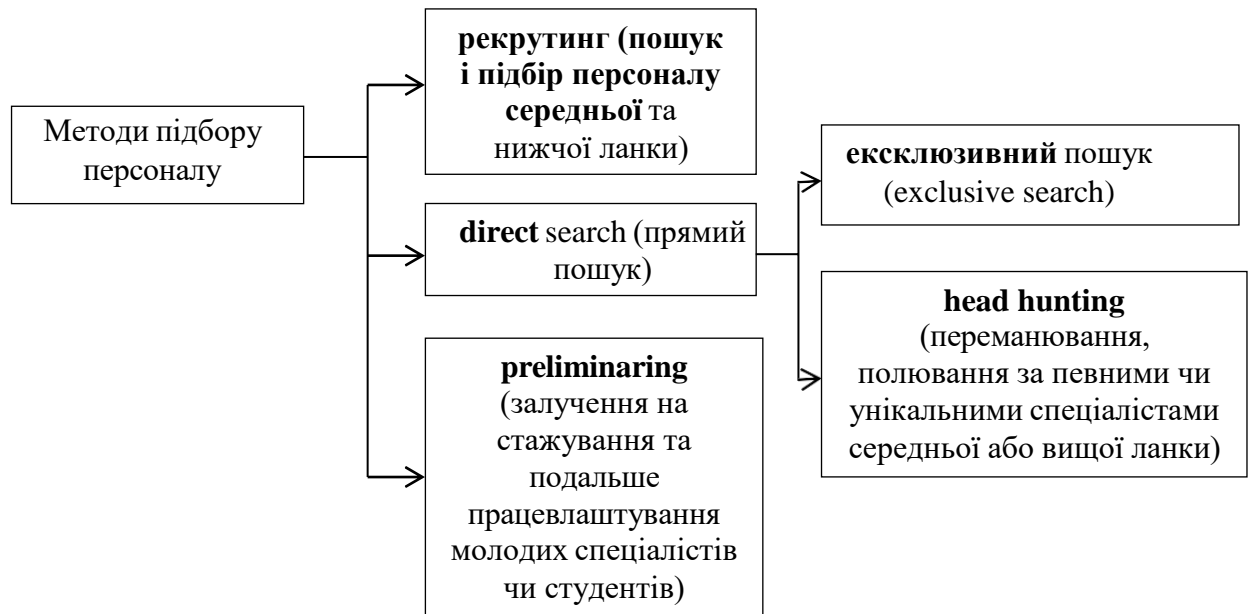 Методи підбору
персоналу
рекрутинг (пошук
і підбір персоналу
середньої та
нижчої ланки)
direct search (прямий
пошук)
preliminaring
(залучення на
стажування та
подальше
працевлаштування
молодих спеціалістів
чи студентів)
ексклюзивний пошук
(exclusive search)
head hunting
(переманювання,
полювання за певними чи
унікальними спеціалістами
середньої або вищої ланки)